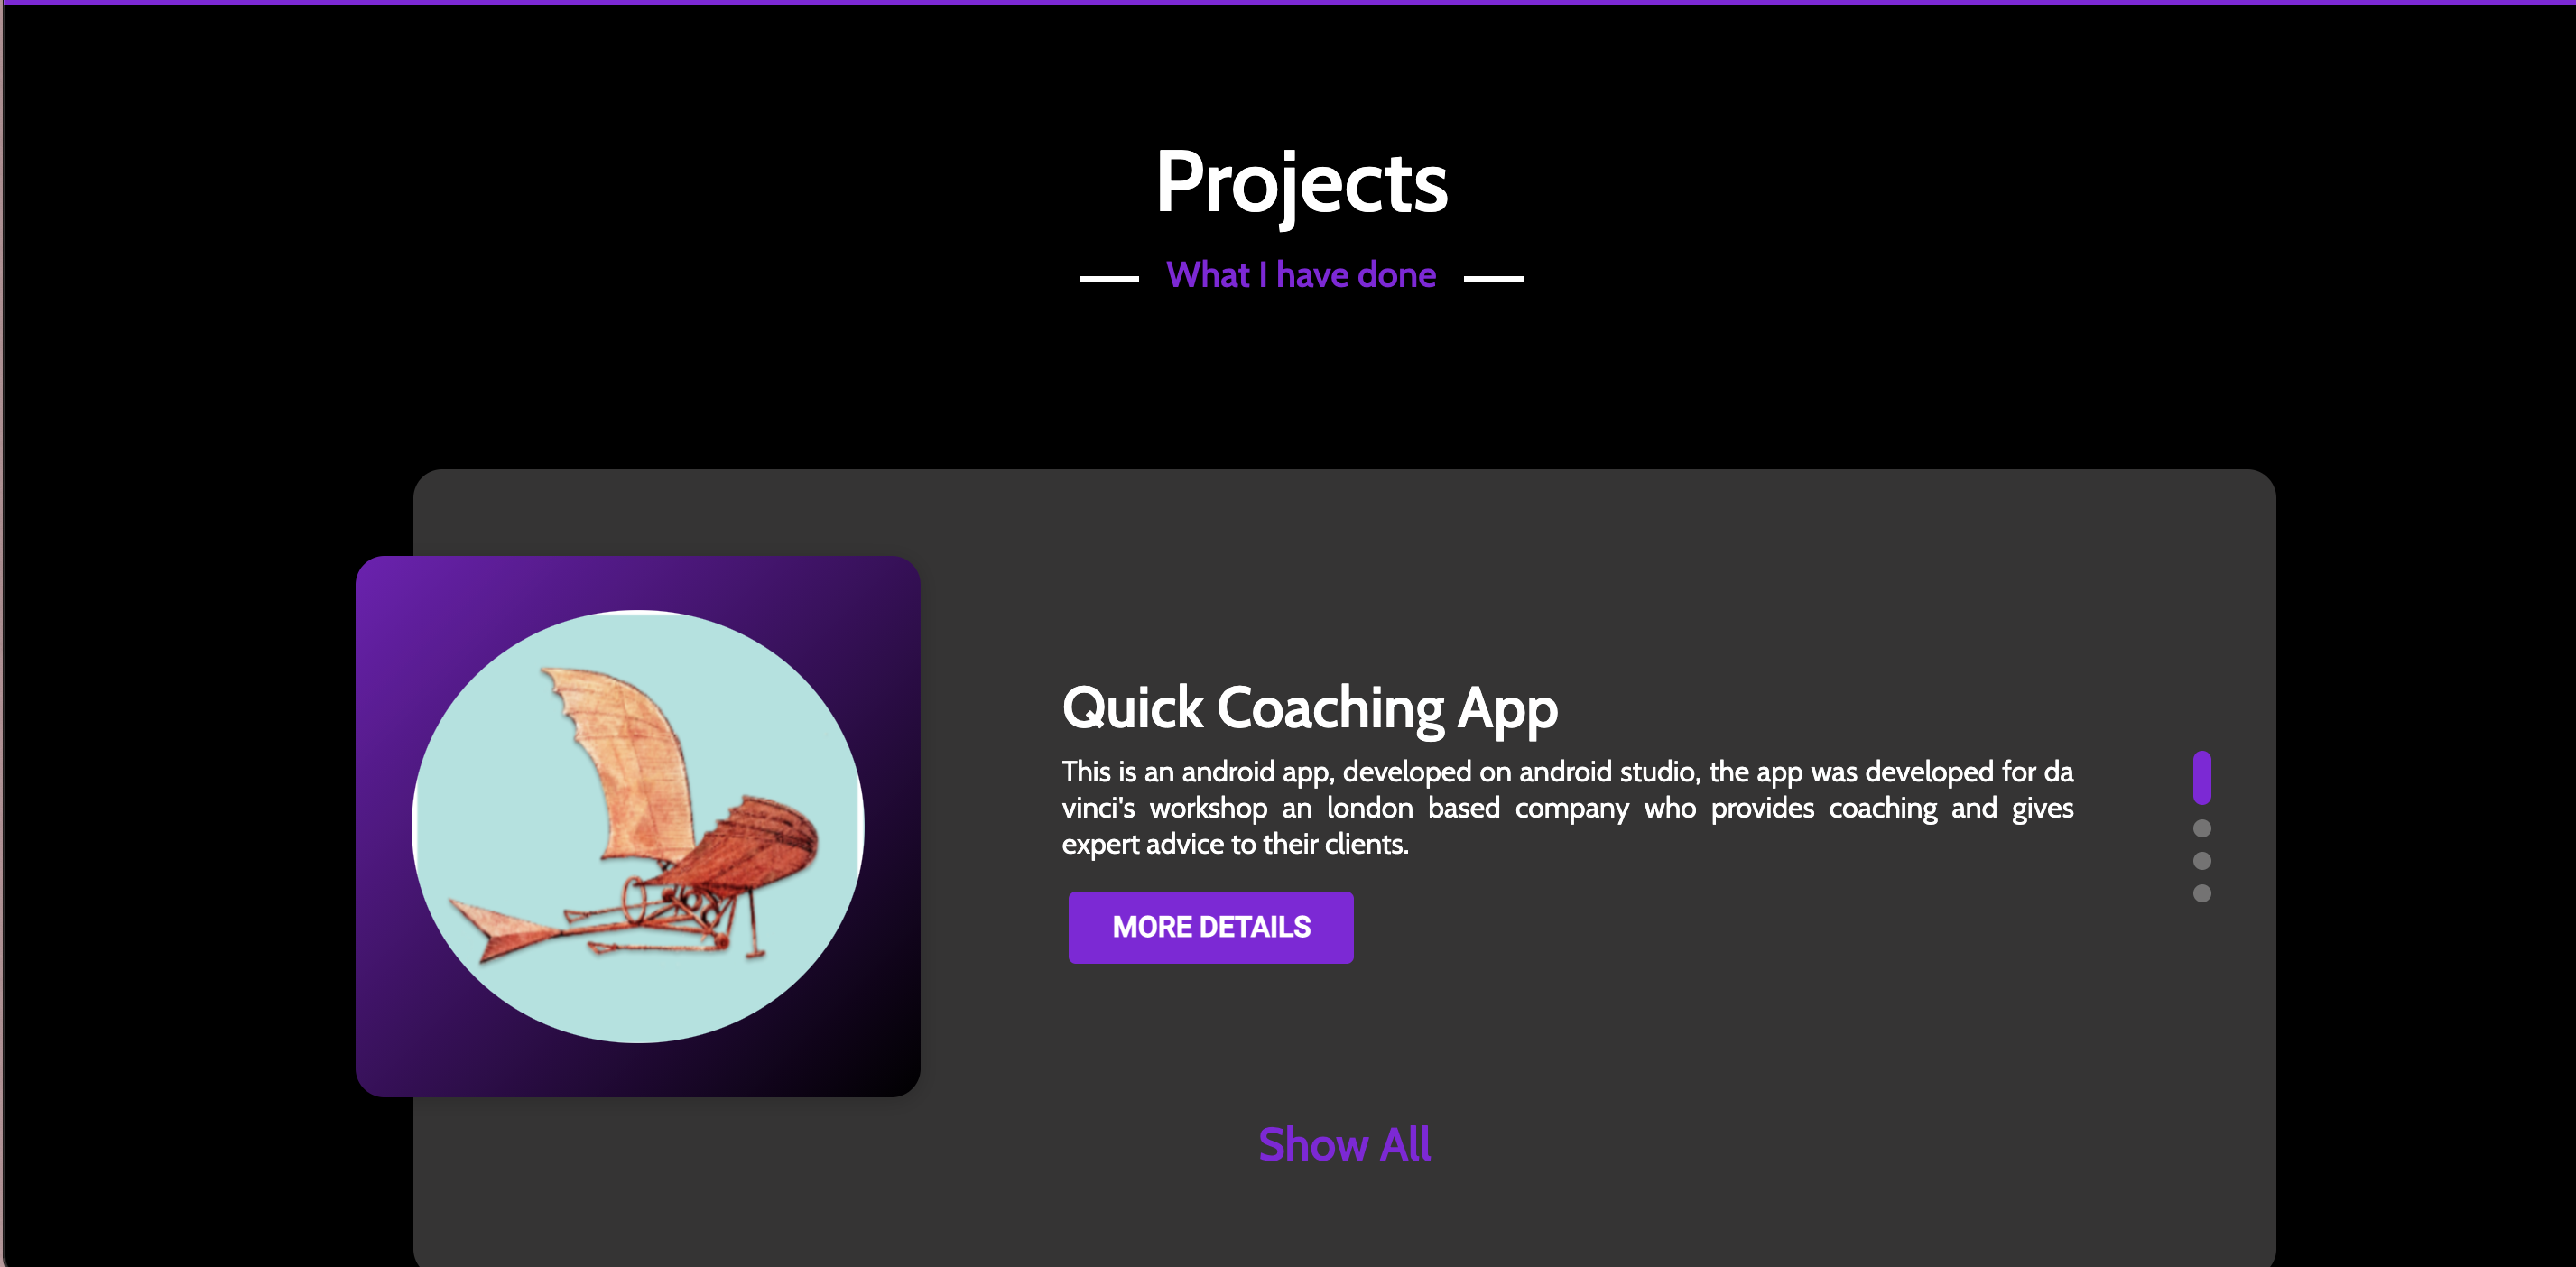 Projects
What I have done
Quick Coaching App
This is an android app, developed on android studio, the app was developed for da
vinci's workshop an london based company who provides coaching and gives
expert advice to their clients.
MORE DETAILS
Show All